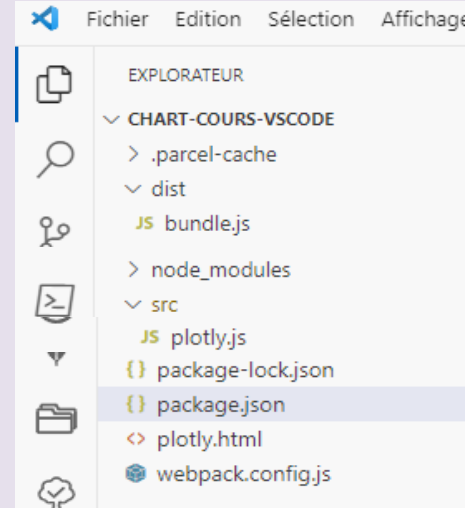 Fichier Edition Sélection Affichage
EXPLORATEUR
CHART-COURS-VSCODE
.parcel-cache
dist
JS bundle.js
node_modules
src
JS plotly.js
{} package-lock.json
{} package.json
<> plotly.html
webpack.config.js